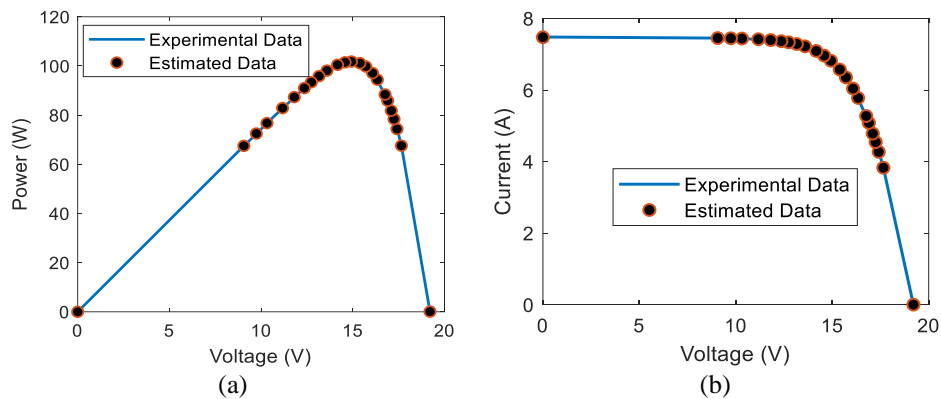 120
100
80
60
40
20
0
Power (W)
Experimental Data
Estimated Data
0 5 10 15 20
Voltage (V)
(a)
8
6
4
2
0
Current (A)
Experimental Data
Estimated Data
0 5 10 15 20
Voltage (V)
(b)